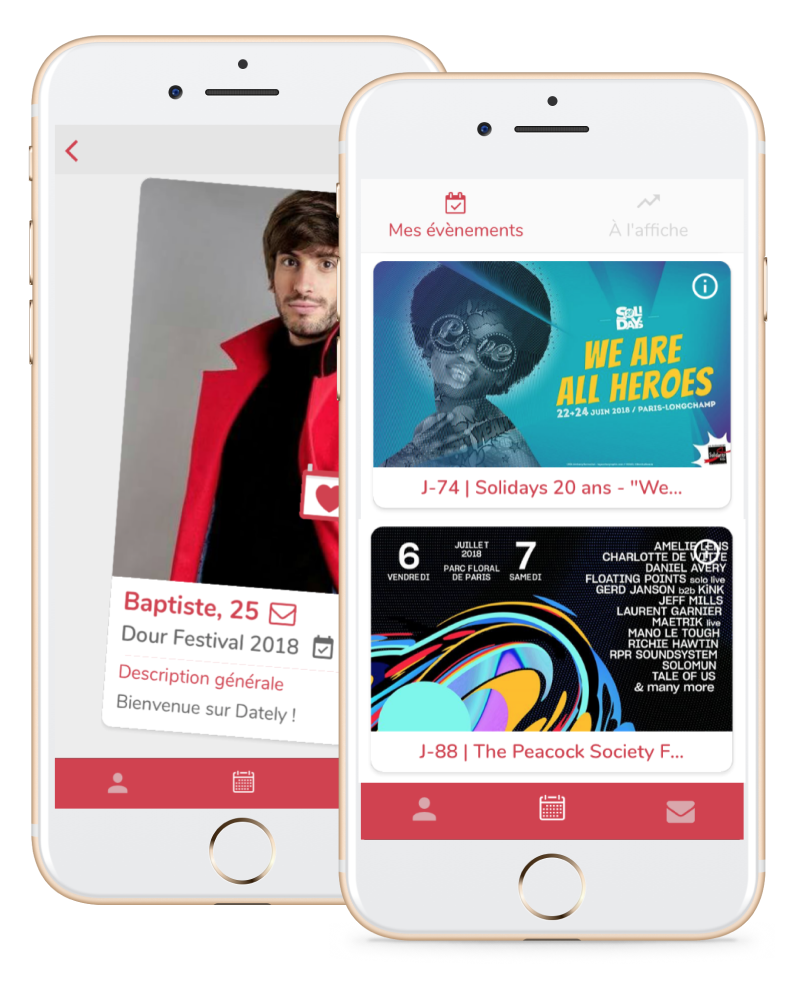 Baptiste, 25
Dour Festival 2018
Description générale
Bienvenue sur Dately !
Mes évènements
À l'affiche
SOLI
DAYS
WE ARE
ALL HEROES
22>24 JUIN 2018 / PARIS-LONGCHAMP
J-74 | Solidays 20 ans - "We...
6
VENDREDI
JUILLET
2018
PARC FLORAL
DE PARIS
7
SAMEDI
AMELIE LENS
CHARLOTTE DE WITTE
DANIEL AVERY
FLOATING POINTS solo live
GERD JANSON b2b KiNK
JEFF MILLS
LAURENT GARNIER
MAETRIK live
MANO LE TOUGH
RICHIE HAWTIN
RPR SOUNDSYSTEM
SOLOMUN
TALE OF US
& many more
J-88 | The Peacock Society F...